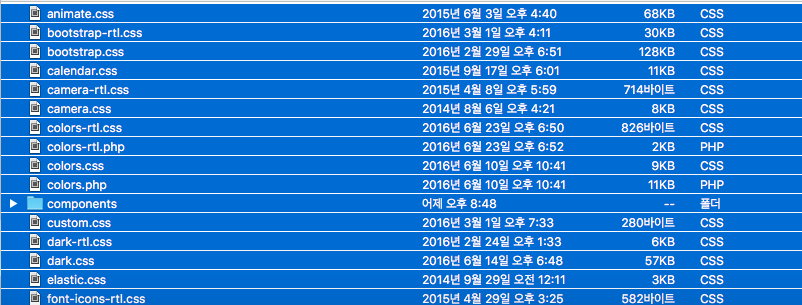 animate.css 2015년 6월 3일 오후 4:40 68KB CSS
bootstrap-rtl.css 2016년 3월 1일 오후 4:11 30KB CSS
bootstrap.css 2016년 2월 29일 오후 6:51 128KB CSS
calendar.css 2015년 9월 17일 오후 6:01 11KB CSS
camera-rtl.css 2015년 4월 8일 오후 5:59 714바이트 CSS
camera.css 2014년 8월 6일 오후 4:21 8KB CSS
colors-rtl.css 2016년 6월 23일 오후 6:50 826바이트 CSS
colors-rtl.php 2016년 6월 23일 오후 6:52 2KB PHP
colors.css 2016년 6월 10일 오후 10:41 9KB CSS
colors.php 2016년 6월 10일 오후 10:41 11KB PHP
components 어제 오후 8:48 -- 폴더
custom.css 2016년 3월 1일 오후 7:33 280바이트 CSS
dark-rtl.css 2016년 2월 24일 오후 1:33 6KB CSS
dark.css 2016년 6월 14일 오후 6:48 57KB CSS
elastic.css 2014년 9월 29일 오전 12:11 3KB CSS
font-icons-rtl.css 2015년 4월 29일 오후 3:25 582바이트 CSS